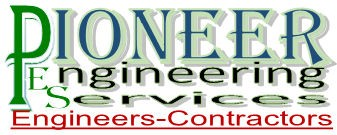 PIONEER
Engineering
Services
Engineers-Contractors